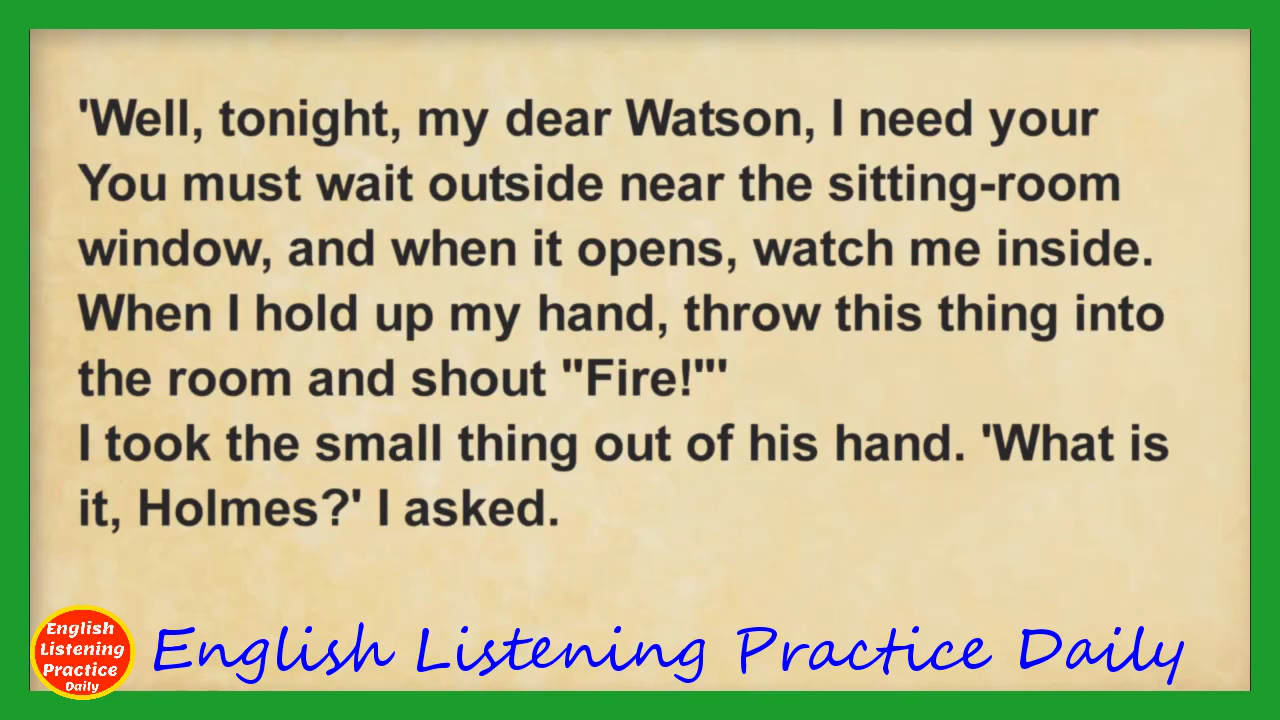 'Well, tonight, my dear Watson, I need your
You must wait outside near the sitting-room
window, and when it opens, watch me inside.
When I hold up my hand, throw this thing into
the room and shout "Fire!"'
I took the small thing out of his hand. 'What is
it, Holmes?' I asked.
English
Listening
Practice
Daily
English Listening Practice Daily